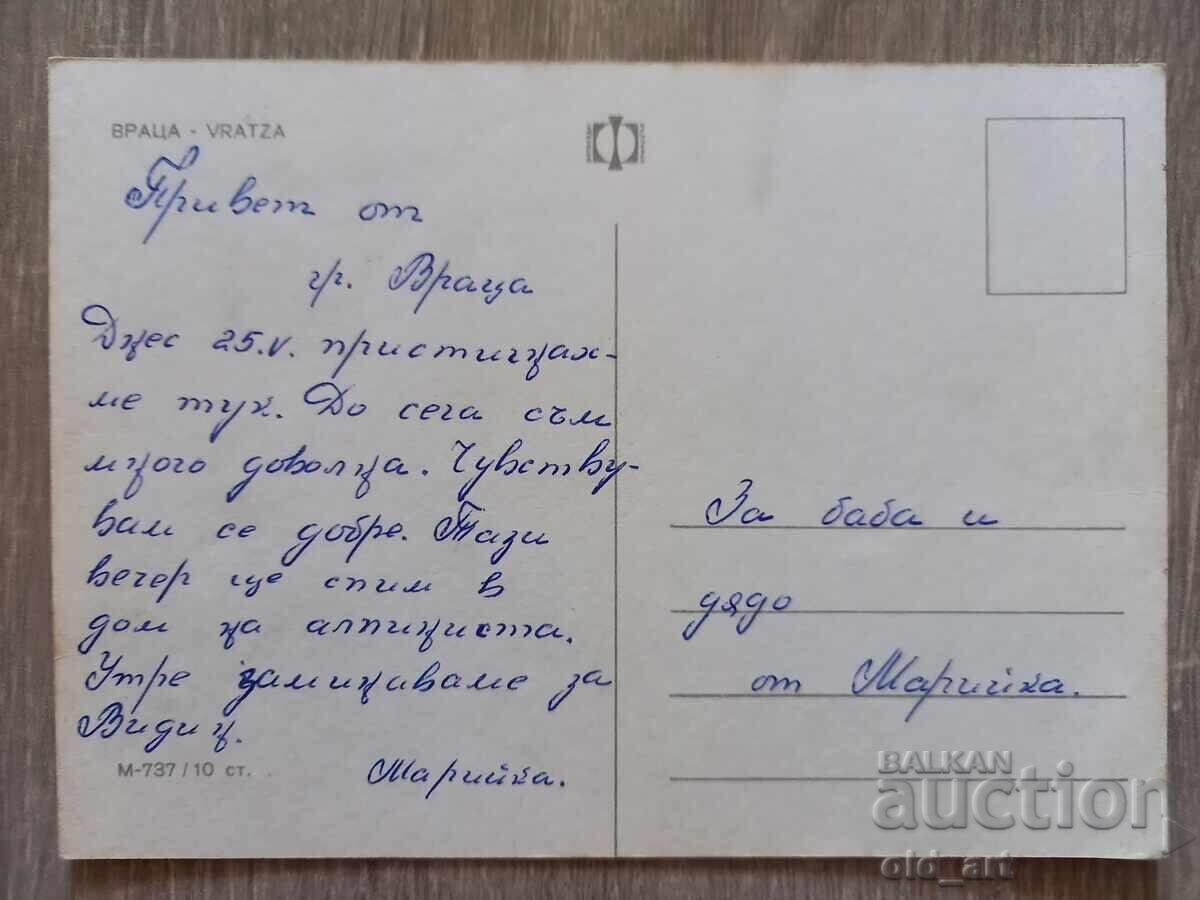 ВРАЦА - VRATZA
Привет от
гр. Враца
Днес 25.V. пристигнах-
ме тук. До сега съм
много доволна. Чувству-
вам се добре. Тази
вечер ще спим в
дом на алпиниста.
Утре заминаваме за
Видин.
Марийка.
М-737/10 ст.
За баба и
дядо
от Марийка.
BALKAN
auction
old_art